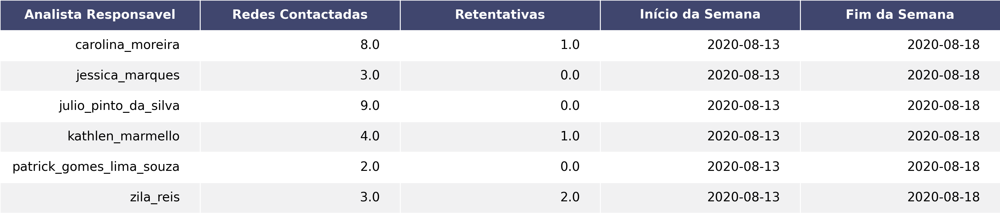 Analista Responsavel Redes Contactadas Retentativas Início da Semana Fim da Semana
carolina_moreira 8.0 1.0 2020-08-13 2020-08-18
jessica_marques 3.0 0.0 2020-08-13 2020-08-18
julio_pinto_da_silva 9.0 0.0 2020-08-13 2020-08-18
kathlen_marmello 4.0 1.0 2020-08-13 2020-08-18
patrick_gomes_lima_souza 2.0 0.0 2020-08-13 2020-08-18
zila_reis 3.0 2.0 2020-08-13 2020-08-18